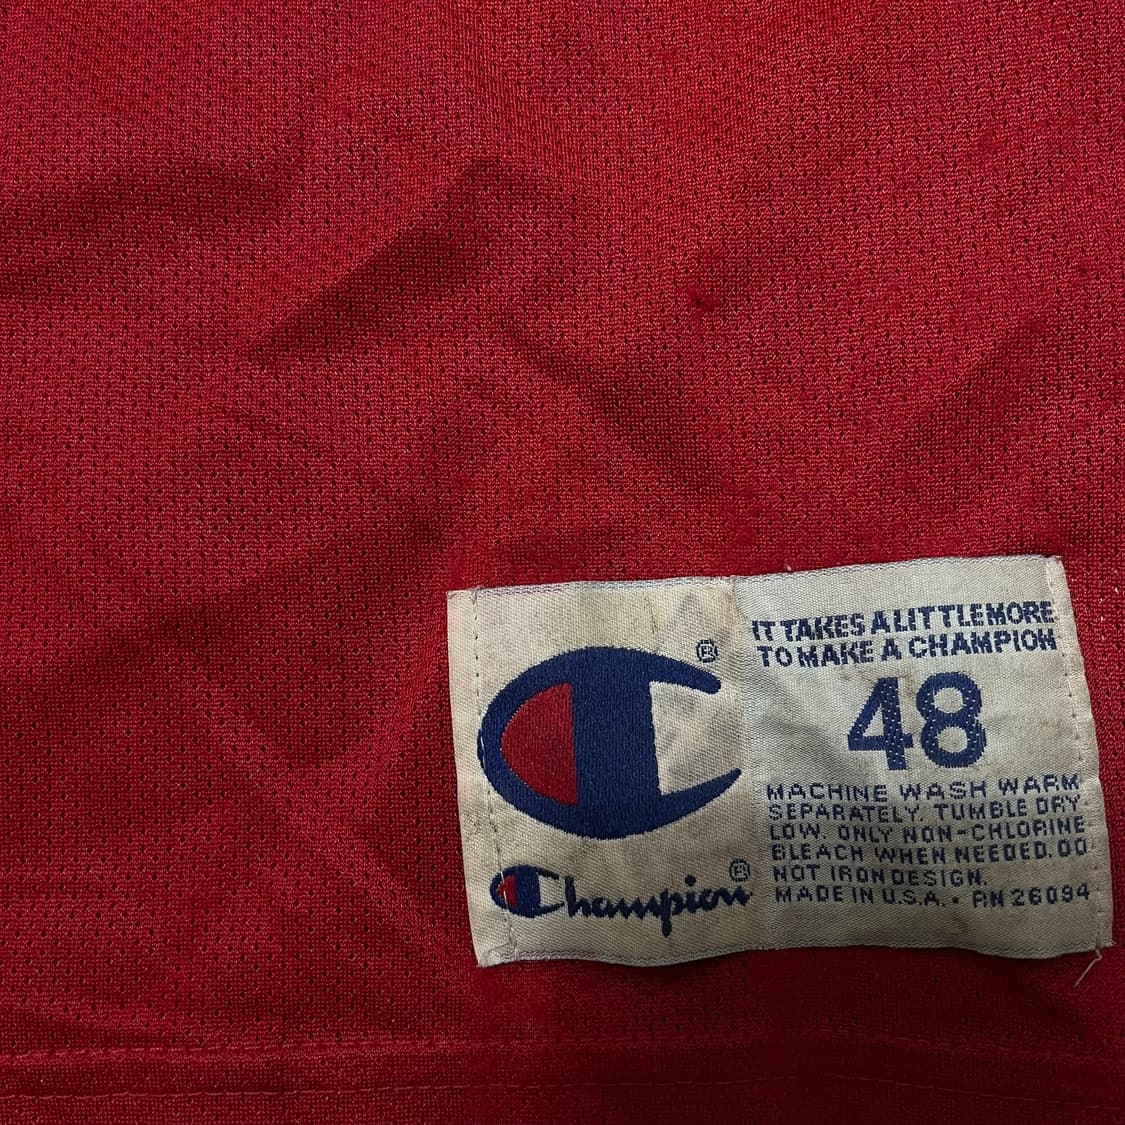 IT TAKES A LITTLE MORE
TO MAKE A CHAMPION
48
MACHINE WASH WARM
SEPARATELY. TUMBLE DRY
LOW. ONLY NON-CHLORINE
BLEACH WHEN NEEDED. DO
NOT IRON DESIGN.
MADE IN U.S.A. • RN 26094
C ®
Champion ®